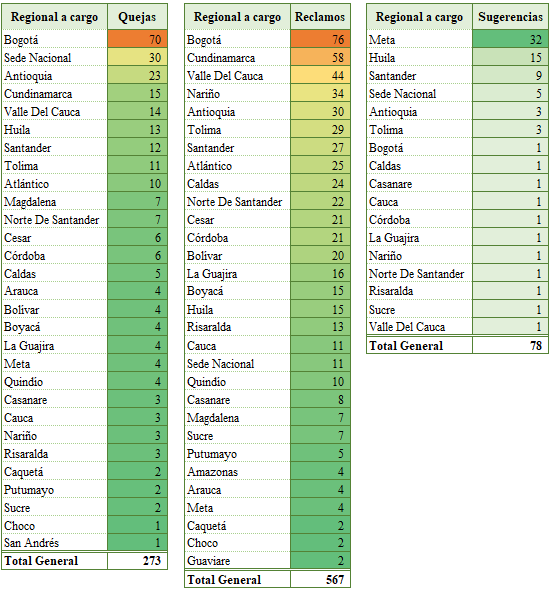 Regional a cargo Quejas
Bogotá 70
Sede Nacional 30
Antioquia 23
Cundinamarca 15
Valle Del Cauca 14
Huila 13
Santander 12
Tolima 11
Atlántico 10
Magdalena 7
Norte De Santander 7
Cesar 6
Córdoba 6
Caldas 5
Arauca 4
Bolívar 4
Boyacá 4
La Guajira 4
Meta 4
Quindío 4
Casanare 3
Cauca 3
Nariño 3
Risaralda 3
Caquetá 2
Putumayo 2
Sucre 2
Choco 1
San Andrés 1
Total General 273
Regional a cargo Reclamos
Bogotá 76
Cundinamarca 58
Valle Del Cauca 44
Nariño 34
Antioquia 30
Tolima 29
Santander 27
Atlántico 25
Caldas 24
Norte De Santander 22
Cesar 21
Córdoba 21
Bolívar 20
La Guajira 16
Boyacá 15
Huila 15
Risaralda 13
Cauca 11
Sede Nacional 11
Quindío 10
Casanare 8
Magdalena 7
Sucre 7
Putumayo 5
Amazonas 4
Arauca 4
Meta 4
Caquetá 2
Choco 2
Guaviare 2
Total General 567
Regional a cargo Sugerencias
Meta 32
Huila 15
Santander 9
Sede Nacional 5
Antioquia 3
Tolima 3
Bogotá 1
Caldas 1
Casanare 1
Cauca 1
Córdoba 1
La Guajira 1
Nariño 1
Norte De Santander 1
Risaralda 1
Sucre 1
Valle Del Cauca 1
Total General 78